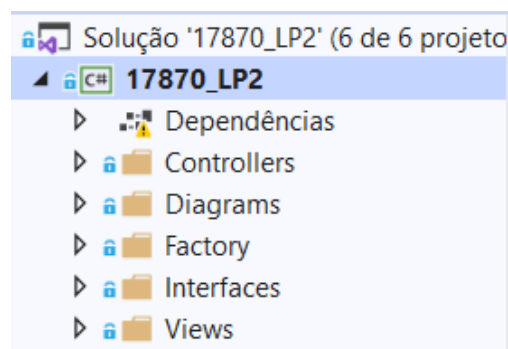 Solução '17870_LP2' (6 de 6 projeto
C# 17870_LP2
Dependências
Controllers
Diagrams
Factory
Interfaces
Views